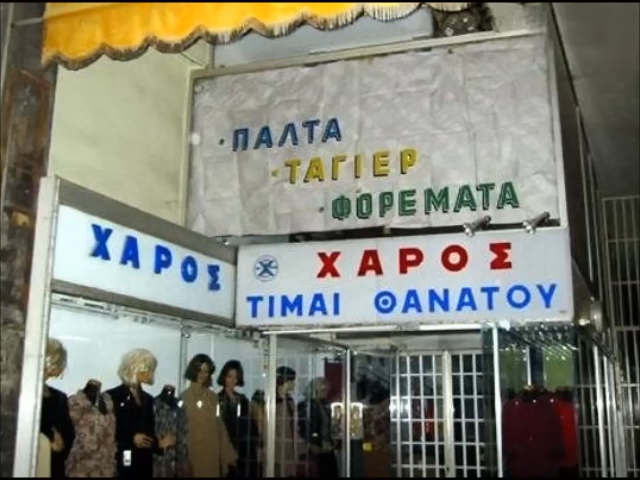 · ΠΑΛΤΑ
· ΤΑΓΙΕΡ
· ΦΟΡΕΜΑΤΑ
ΧΑΡΟΣ
Χ ΧΑΡΟΣ
ΤΙΜΑΙ ΘΑΝΑΤΟΥ